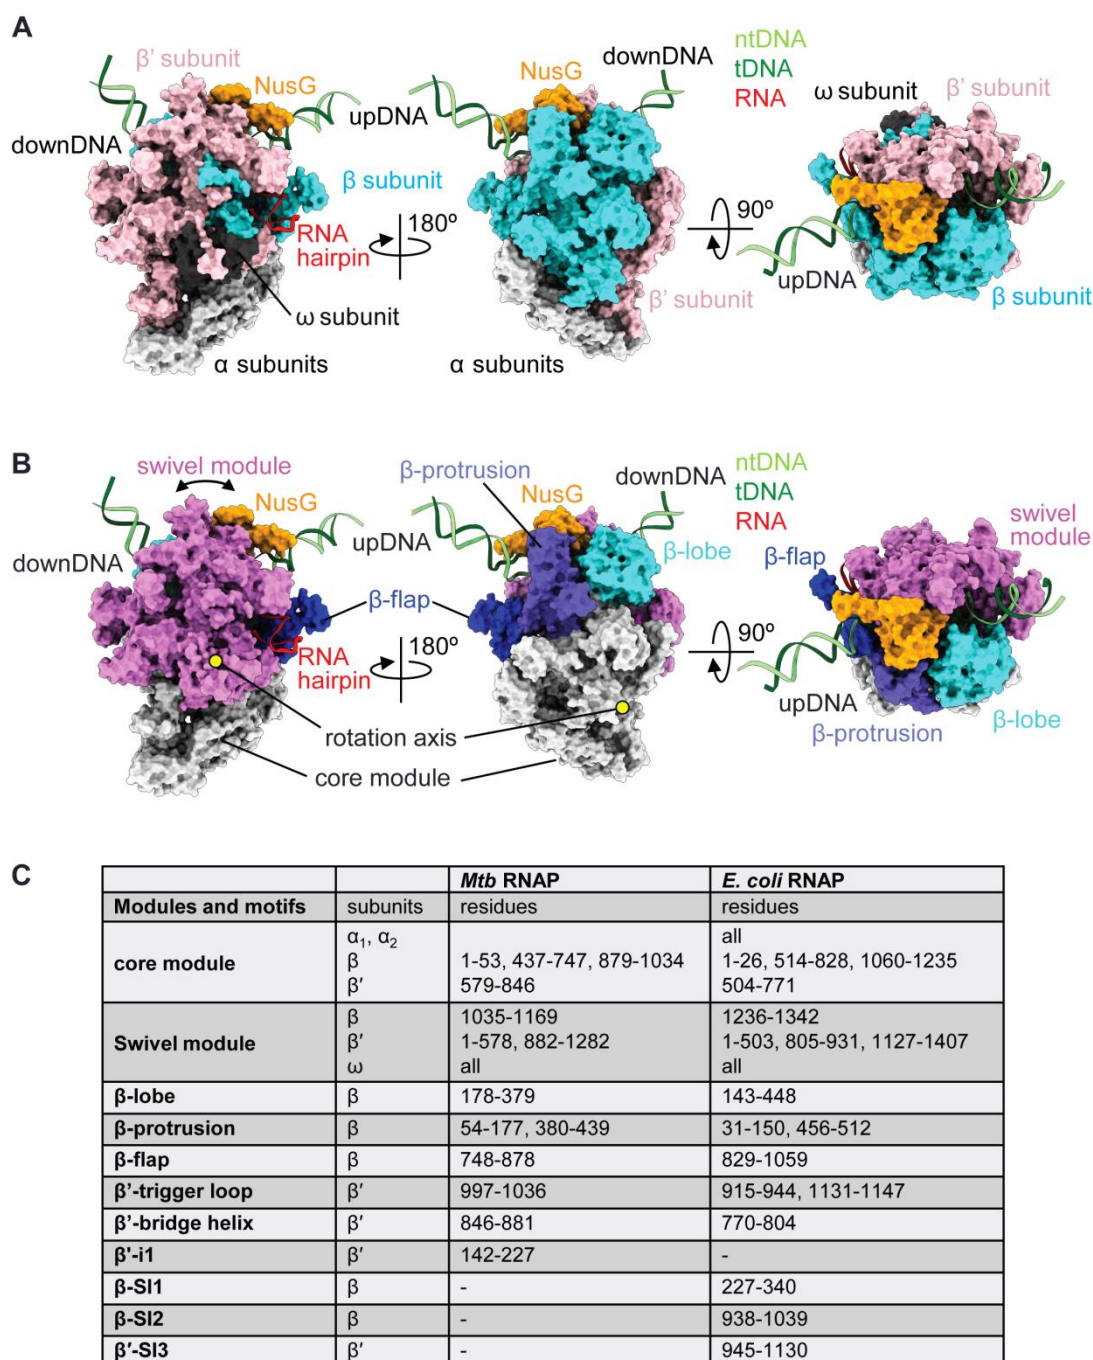 A
β’ subunit
NusG
downDNA
upDNA
β subunit
RNA
hairpin
ω subunit
α subunits
180º
NusG
downDNA
β’ subunit
α subunits
90º
ntDNA
tDNA
RNA
ω subunit
β’ subunit
upDNA
β subunit
B
swivel module
NusG
downDNA
upDNA
β-flap
RNA
hairpin
180º
rotation axis
core module
β-protrusion
NusG
downDNA
β-lobe
90º
ntDNA
tDNA
RNA
swivel
module
β-flap
upDNA
β-protrusion
β-lobe
C
Mtb RNAP E. coli RNAP
Modules and motifs subunits residues residues
core module
α1, α2 all
β 1-53, 437-747, 879-1034 1-26, 514-828, 1060-1235
β′ 579-846 504-771
Swivel module
β 1035-1169 1236-1342
β′ 1-578, 882-1282 1-503, 805-931, 1127-1407
ω all all
β-lobe β 178-379 143-448
β-protrusion β 54-177, 380-439 31-150, 456-512
β-flap β 748-878 829-1059
β’-trigger loop β′ 997-1036 915-944, 1131-1147
β’-bridge helix β′ 846-881 770-804
β'-i1 β′ 142-227 -
β-SI1 β - 227-340
β-SI2 β - 938-1039
β′-SI3 β′ - 945-1130